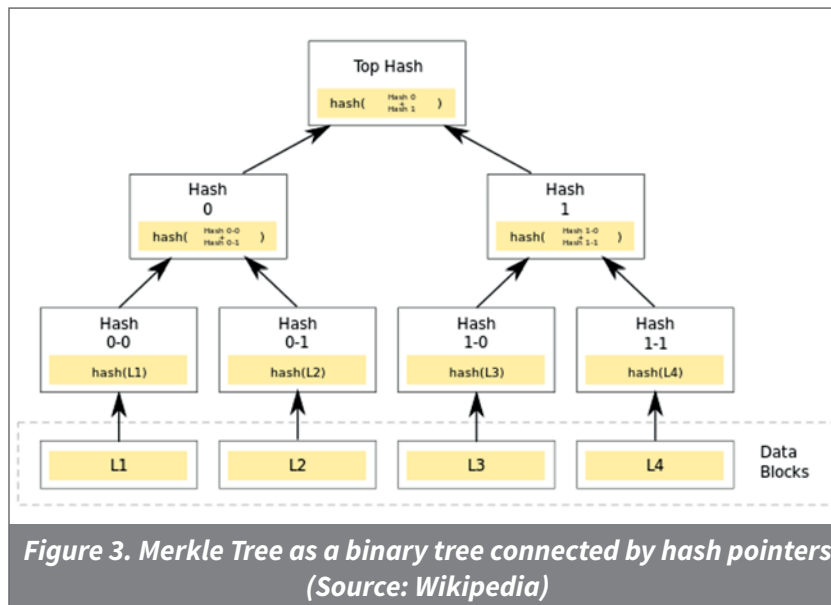 Top Hash
hash( Hash 0 + Hash 1 )
Hash
0
hash( Hash 0-0 + Hash 0-1 )
Hash
1
hash( Hash 1-0 + Hash 1-1 )
Hash
0-0
hash(L1)
Hash
0-1
hash(L2)
Hash
1-0
hash(L3)
Hash
1-1
hash(L4)
L1
L2
L3
L4
Data
Blocks
Figure 3. Merkle Tree as a binary tree connected by hash pointers
(Source: Wikipedia)